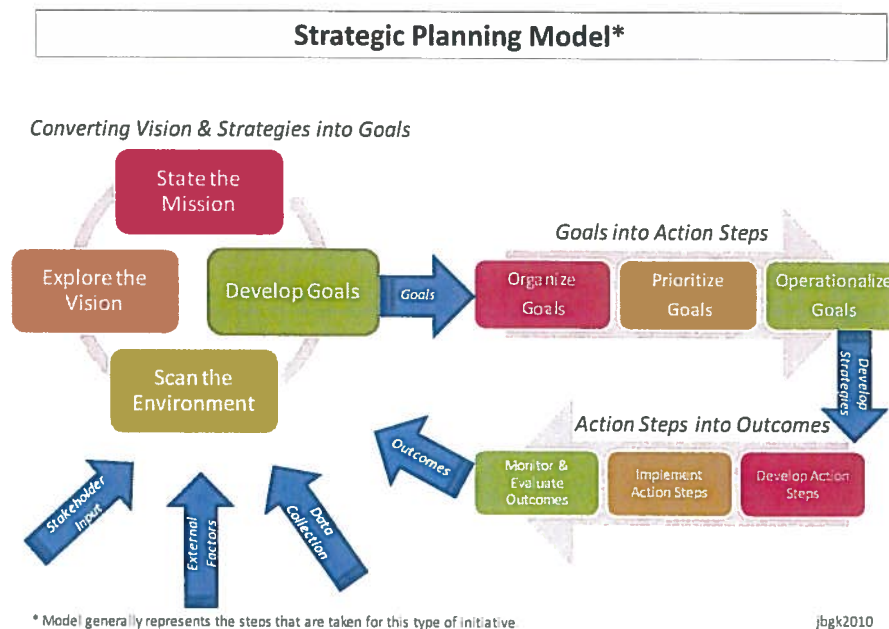 Strategic Planning Model*
Converting Vision & Strategies into Goals
State the
Mission
Explore the
Vision
Develop Goals
Scan the
Environment
Goals
Goals into Action Steps
Organize
Goals
Prioritize
Goals
Operationalize
Goals
Develop
Strategies
Action Steps into Outcomes
Monitor &
Evaluate
Outcomes
Implement
Action Steps
Develop Action
Steps
Outcomes
Stakeholder
Input
External
Factors
Data
Collection
* Model generally represents the steps that are taken for this type of initiative
jbgk2010